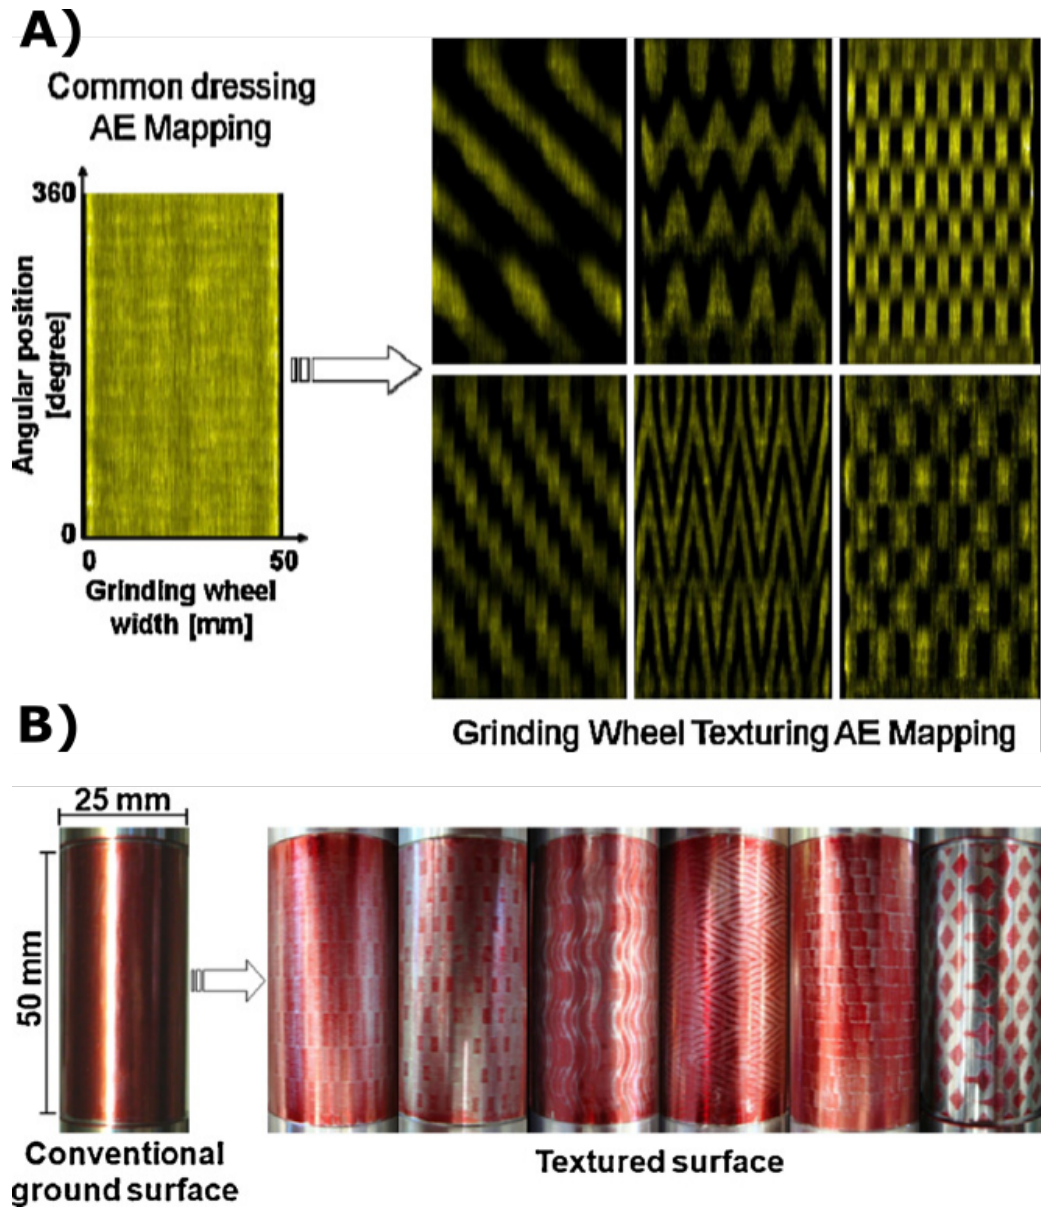 A)
Common dressing
AE Mapping
360
Angular position
[degree]
0
0
50
Grinding wheel
width [mm]
Grinding Wheel Texturing AE Mapping
B)
25 mm
50 mm
Conventional
ground surface
Textured surface